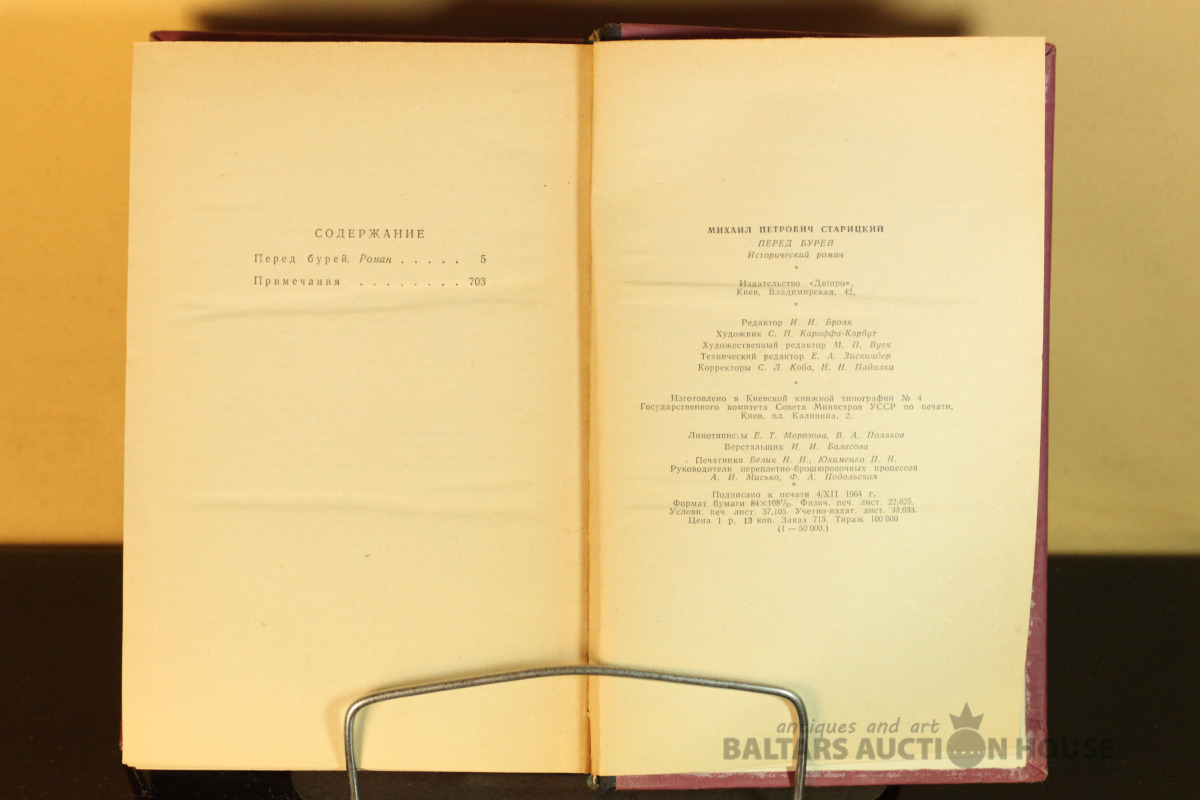 СОДЕРЖАНИЕ
Перед бурей. Роман . . . . . 5
Примечания . . . . . . . . 703
МИХАИЛ ПЕТРОВИЧ СТАРИЦКИЙ
ПЕРЕД БУРЕЙ
Исторический роман
*
Издательство «Дніпро»,
Киев, Владимирская, 42.
*
Редактор И. И. Брояк
Художник С. П. Караффа-Корбут
Художественный редактор М. П. Вуек
Технический редактор Е. А. Зискиндер
Корректоры С. Л. Коба, Н. Н. Падалка
*
Изготовлено в Киевской книжной типографии № 4
Государственного комитета Совета Министров УССР по печати,
Киев, пл. Калинина, 2.
Линотиписты Е. Т. Морозова, В. А. Поляков
Верстальщик И. И. Баласова
Печатники Белик Н. И., Юхименко П. Н.
Руководители переплетно-брошюровочных процессов
А. И. Мисько, Ф. А. Подольская
*
Подписано к печати 4/XII 1964 г.
Формат бумаги 84×108¹/₃₂. Физич. печ. лист. 22,625.
Условн. печ. лист. 37,105. Учетно-издат. лист. 39,033.
Цена 1 р. 13 коп. Заказ 715. Тираж 100 000
(1 — 50 000.)
antiques and art
BALTARS AUCTION HOUSE